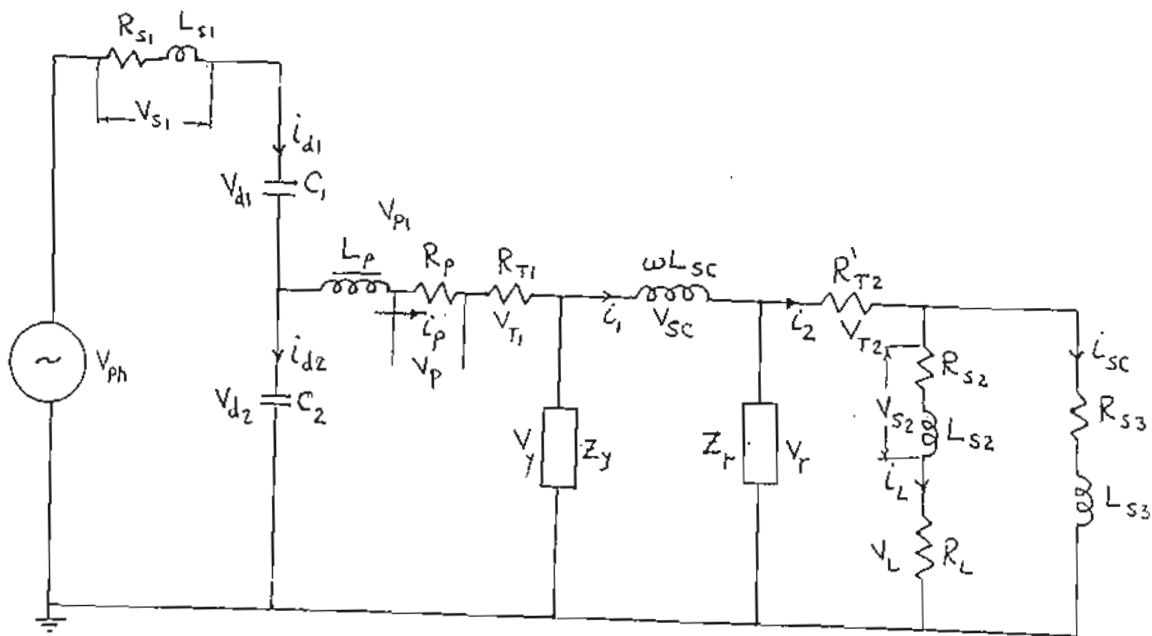 R_{S1} L_{S1}
V_{S1}
i_{d1}
V_{d1} C_1
V_{P1}
L_P R_P R_{T1} ωL_{SC} R'_{T2}
i_P V_{T1} i_1 V_{SC} i_2 V_{T2} i_{SC}
V_P
~ V_{Ph}
i_{d2}
V_{d2} C_2
R_{S2} R_{S3}
V_{S2} L_{S2}
V_y Z_y Z_r V_r
i_L L_{S3}
V_L R_L